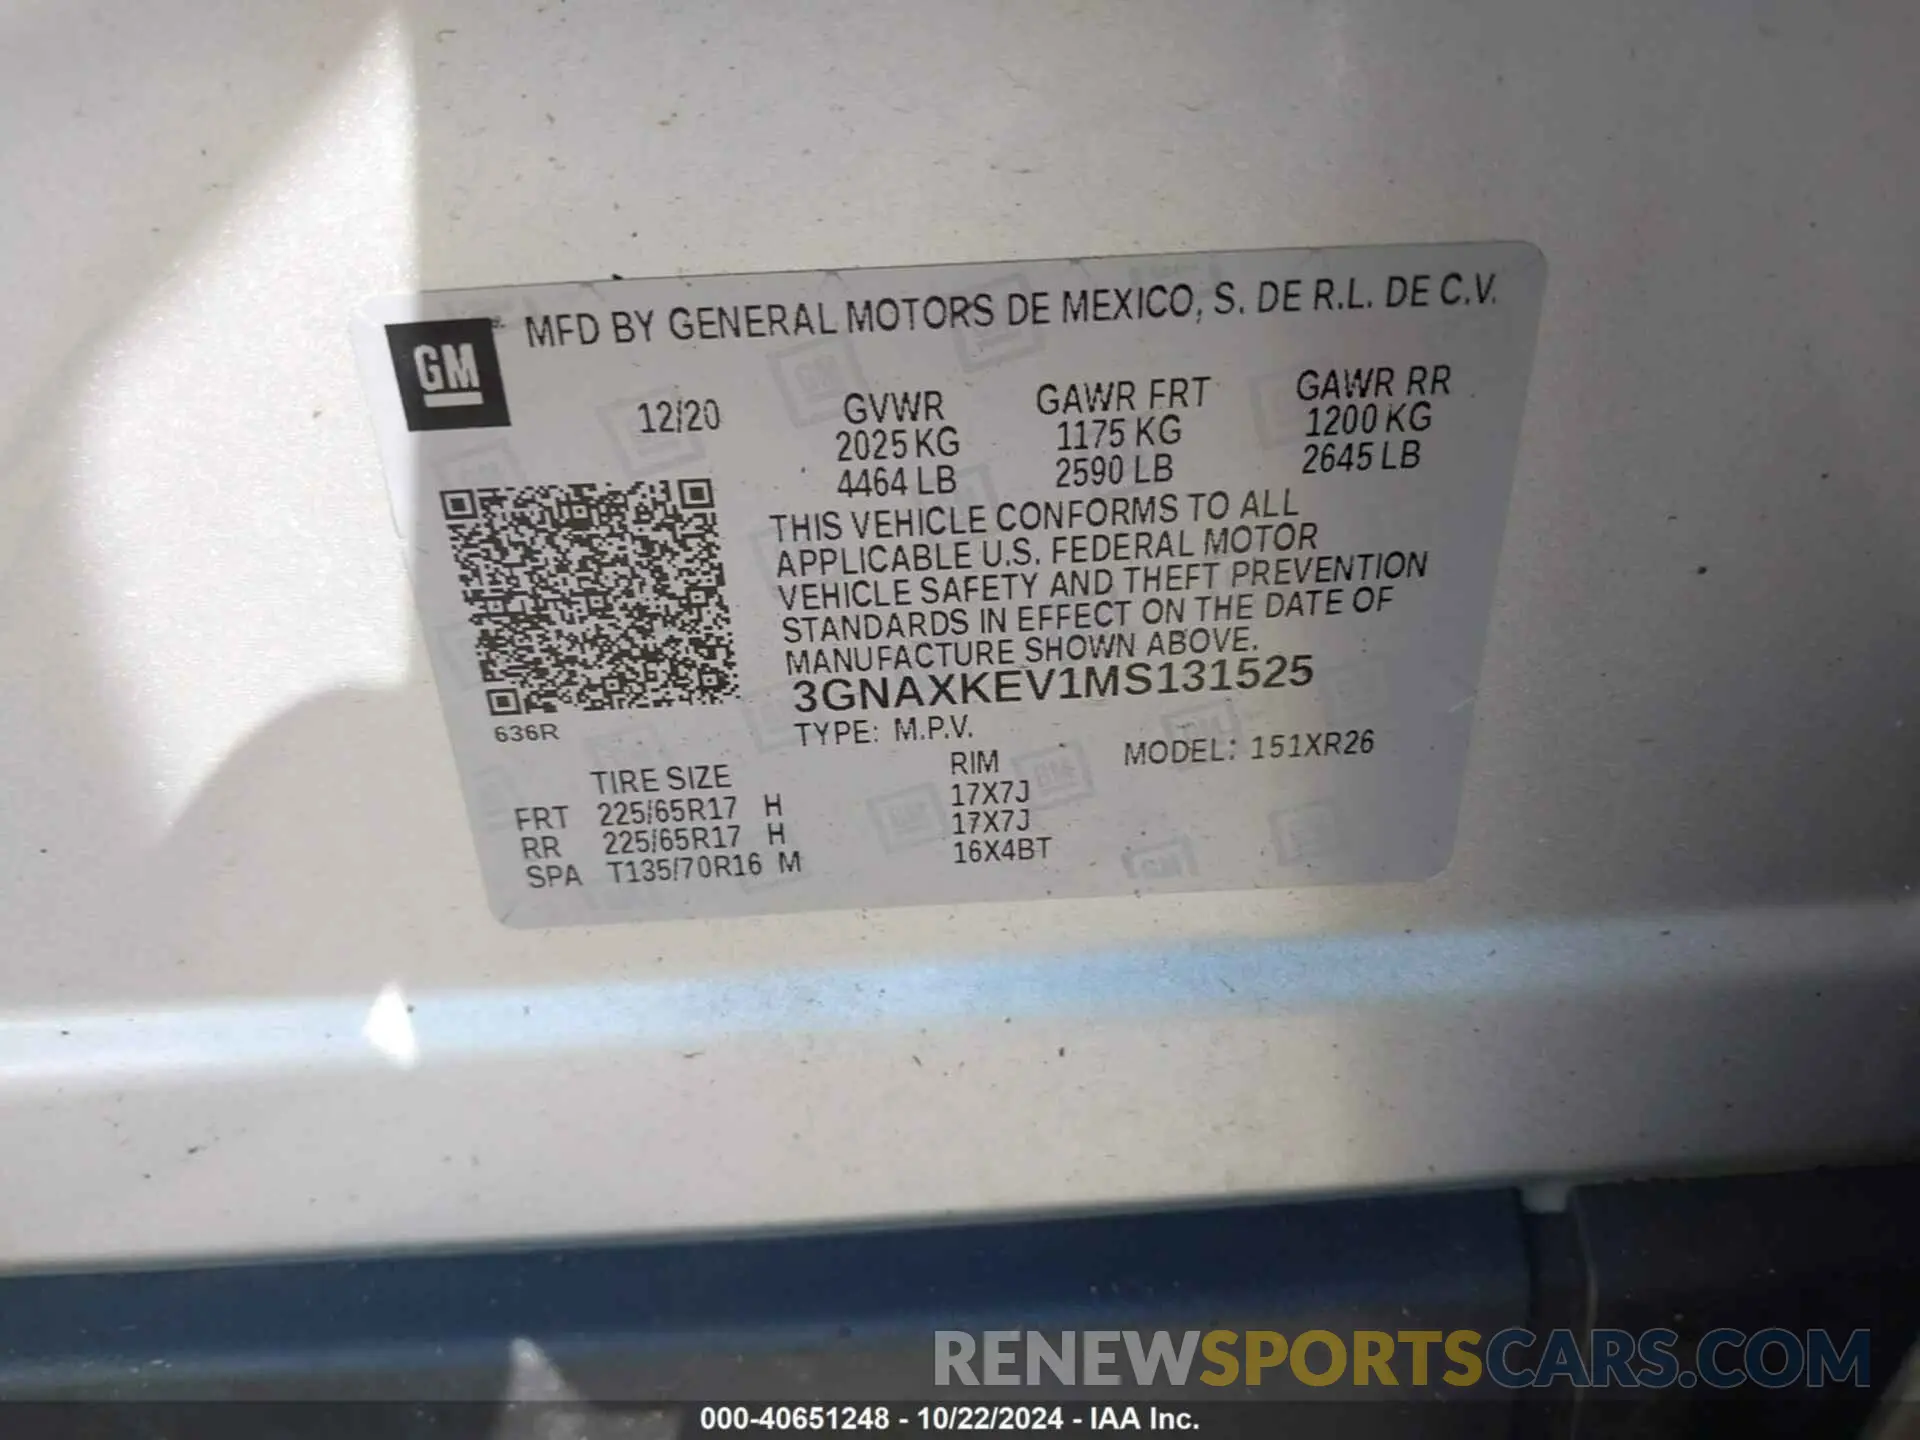 MFD BY GENERAL MOTORS DE MEXICO, S. DE R.L. DE C.V.
GM
12/20 GVWR GAWR FRT GAWR RR
2025 KG 1175 KG 1200 KG
4464 LB 2590 LB 2645 LB
THIS VEHICLE CONFORMS TO ALL
APPLICABLE U.S. FEDERAL MOTOR
VEHICLE SAFETY AND THEFT PREVENTION
STANDARDS IN EFFECT ON THE DATE OF
MANUFACTURE SHOWN ABOVE.
3GNAXKEV1MS131525
636R
TYPE: M.P.V.
MODEL: 151XR26
TIRE SIZE RIM
FRT 225/65R17 H 17X7J
RR 225/65R17 H 17X7J
SPA T135/70R16 M 16X4BT
RENEWSPORTSCARS.COM
000-40651248 - 10/22/2024 - IAA Inc.